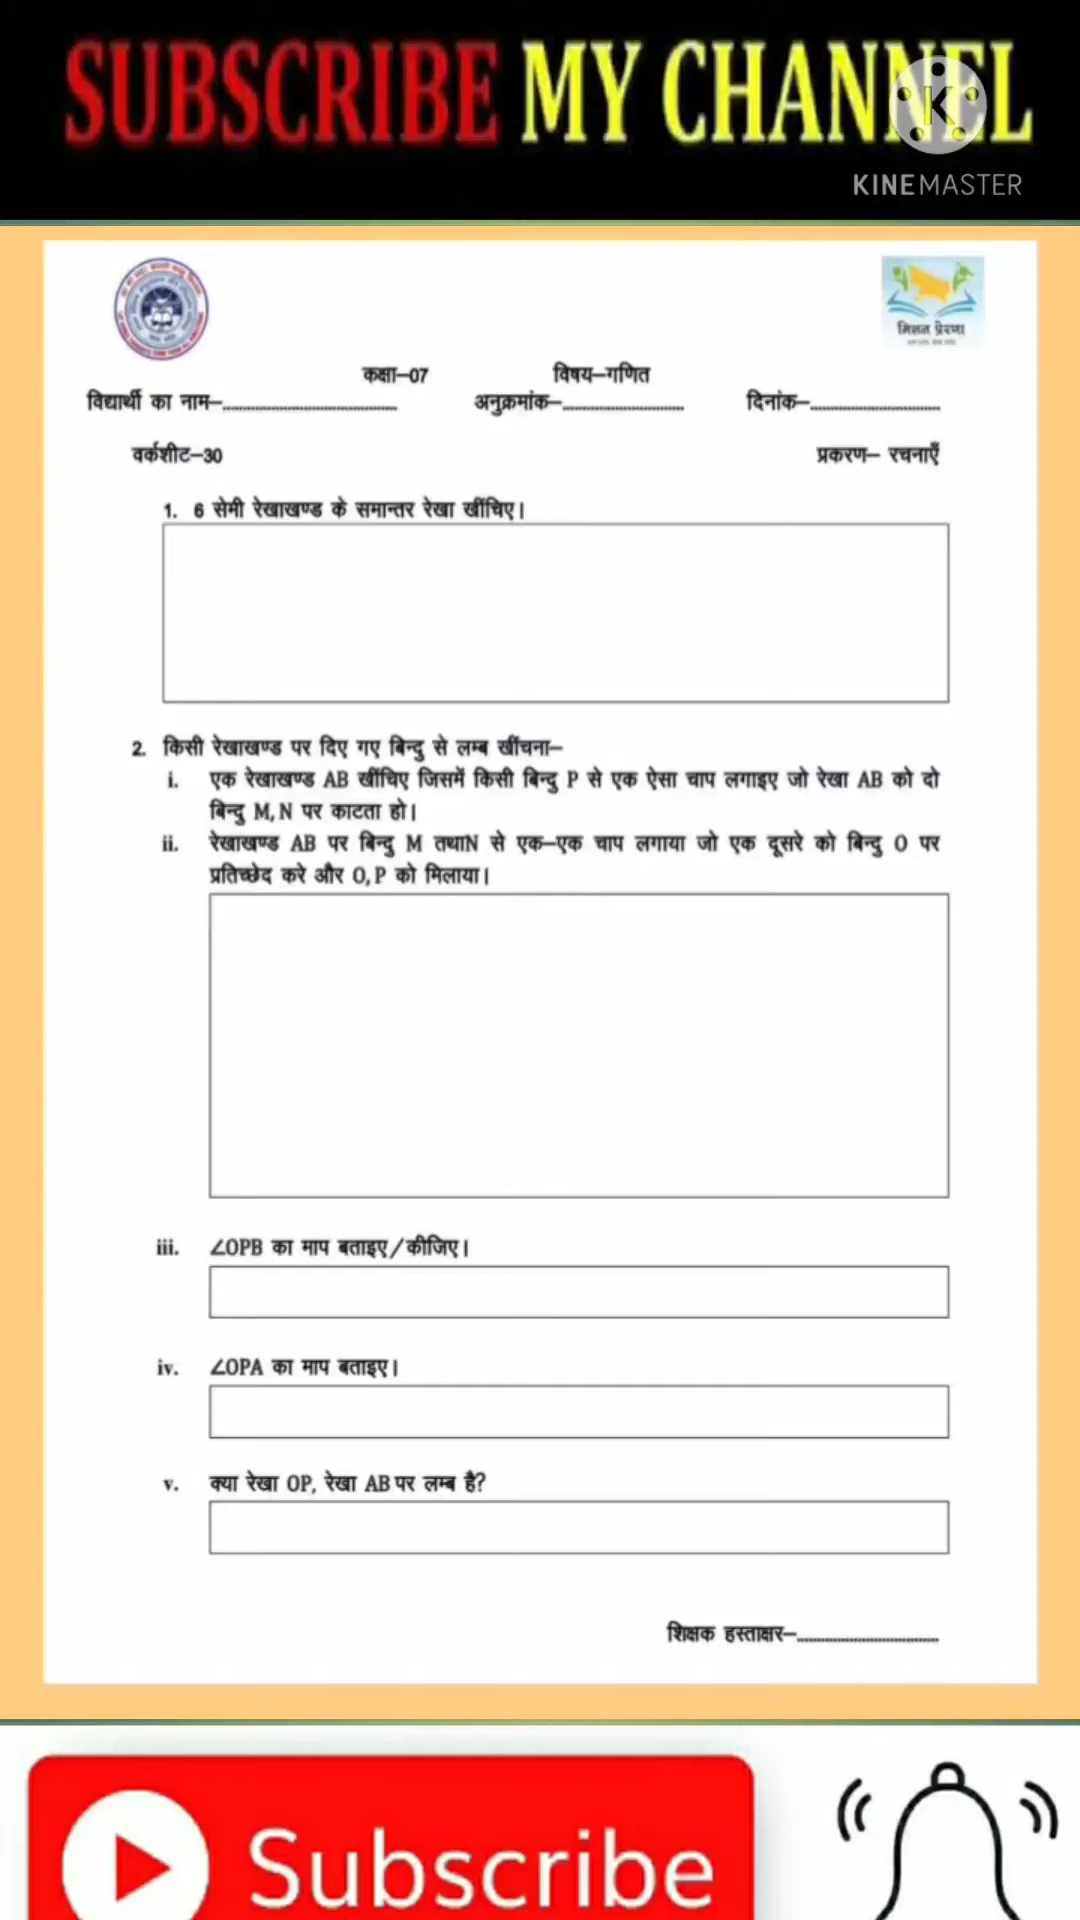 SUBSCRIBE MY CHANNEL
K
KINEMASTER
मिशन प्रेरणा
कक्षा–07 विषय–गणित
विद्यार्थी का नाम–........................................ अनुक्रमांक–............................ दिनांक–..............................
वर्कशीट–30 प्रकरण– रचनाएँ
1. 6 सेमी रेखाखण्ड के समान्तर रेखा खींचिए।
2. किसी रेखाखण्ड पर दिए गए बिन्दु से लम्ब खींचना–
i. एक रेखाखण्ड AB खींचिए जिसमें किसी बिन्दु P से एक ऐसा चाप लगाइए जो रेखा AB को दो
बिन्दु M, N पर काटता हो।
ii. रेखाखण्ड AB पर बिन्दु M तथाN से एक–एक चाप लगाया जो एक दूसरे को बिन्दु O पर
प्रतिच्छेद करे और O, P को मिलाया।
iii. ∠OPB का माप बताइए/कीजिए।
iv. ∠OPA का माप बताइए।
v. क्या रेखा OP, रेखा AB पर लम्ब है?
शिक्षक हस्ताक्षर–.................................
Subscribe